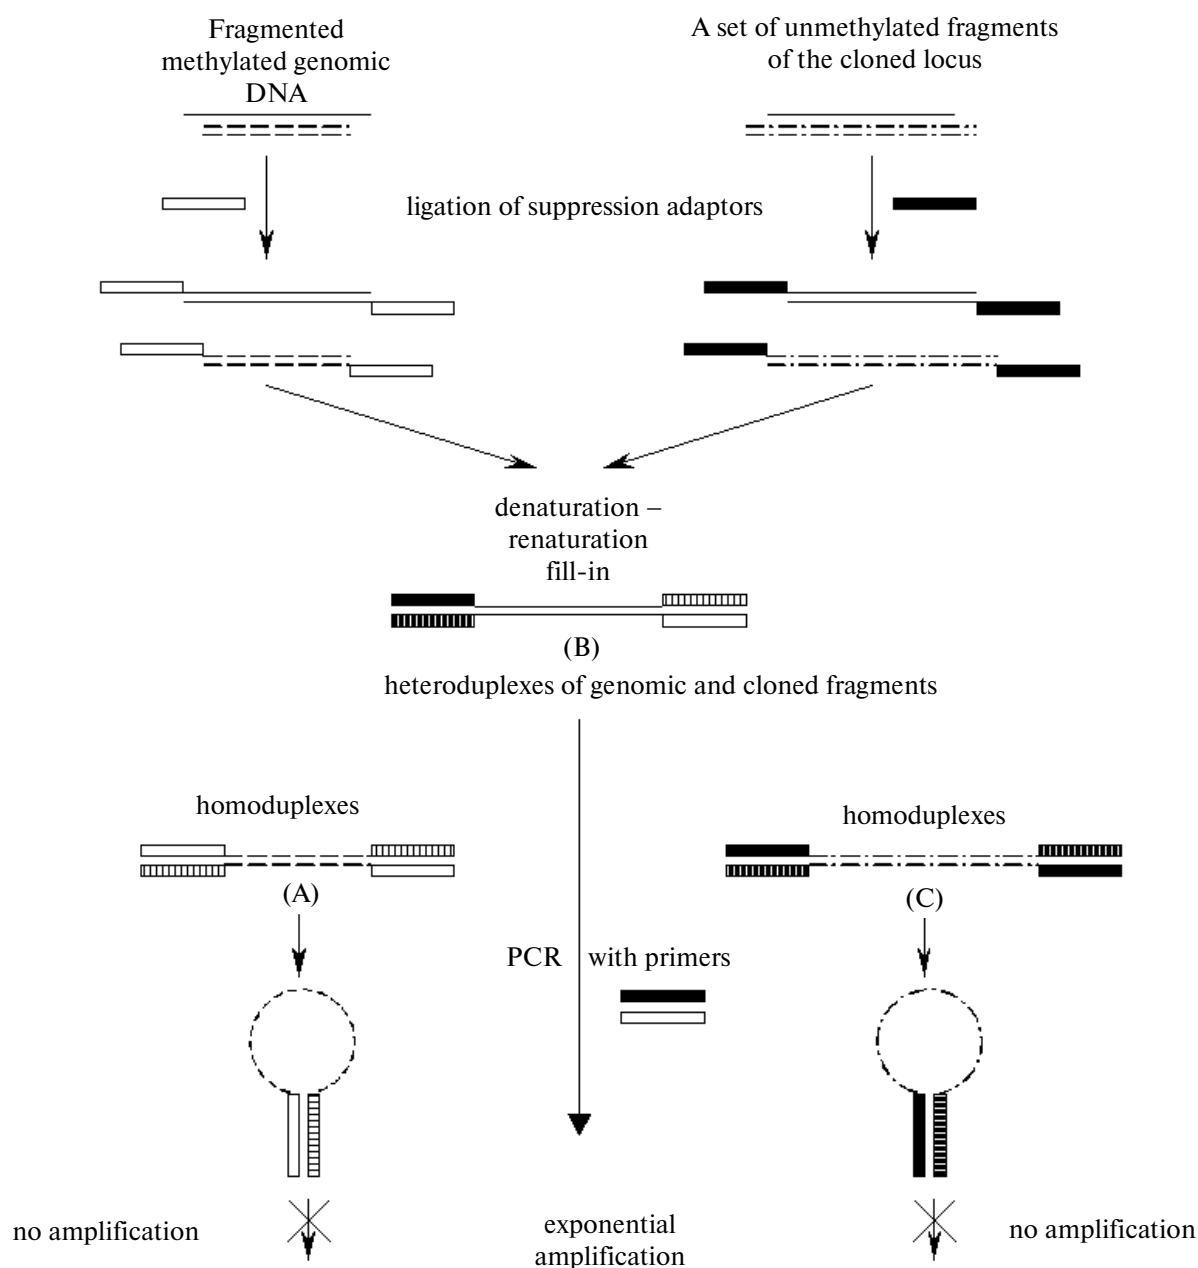 Fragmented
methylated genomic
DNA
A set of unmethylated fragments
of the cloned locus
ligation of suppression adaptors
denaturation –
renaturation
fill-in
(B)
heteroduplexes of genomic and cloned fragments
homoduplexes
(A)
homoduplexes
(C)
PCR with primers
no amplification
exponential
amplification
no amplification